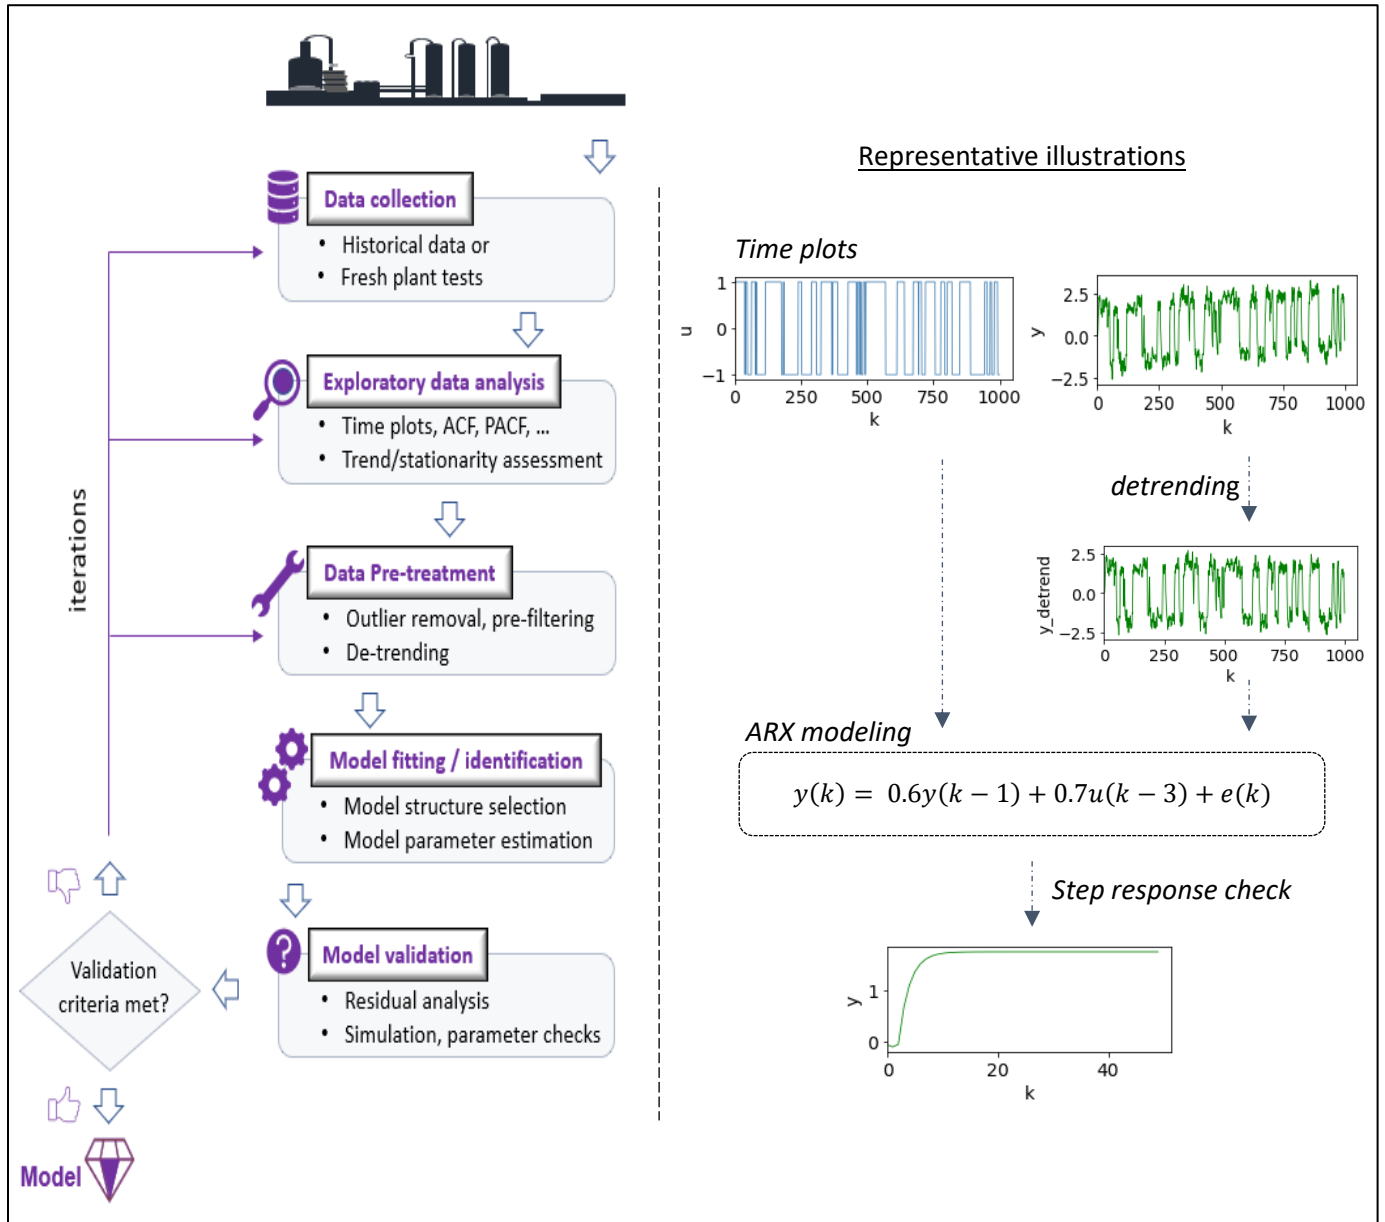 Data collection
• Historical data or
• Fresh plant tests
Exploratory data analysis
• Time plots, ACF, PACF, ...
• Trend/stationarity assessment
Data Pre-treatment
• Outlier removal, pre-filtering
• De-trending
Model fitting / identification
• Model structure selection
• Model parameter estimation
Model validation
• Residual analysis
• Simulation, parameter checks
iterations
Validation
criteria met?
Model
Representative illustrations
Time plots
1
0
−1
u
0 250 500 750 1000
k
2.5
0.0
−2.5
y
0 250 500 750 1000
k
detrending
2.5
0.0
−2.5
y_detrend
0 250 500 750 1000
k
ARX modeling
y(k) = 0.6y(k − 1) + 0.7u(k − 3) + e(k)
Step response check
1
0
y
0 20 40
k